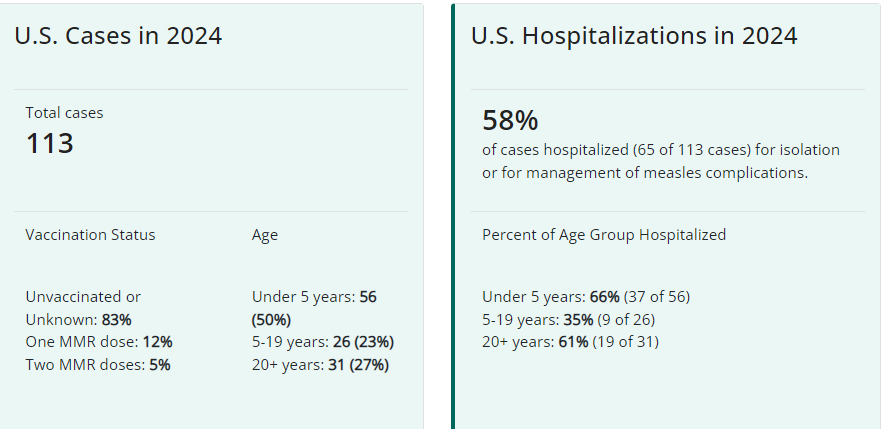 U.S. Cases in 2024
Total cases
113
Vaccination Status
Unvaccinated or
Unknown: 83%
One MMR dose: 12%
Two MMR doses: 5%
Age
Under 5 years: 56
(50%)
5-19 years: 26 (23%)
20+ years: 31 (27%)
U.S. Hospitalizations in 2024
58%
of cases hospitalized (65 of 113 cases) for isolation
or for management of measles complications.
Percent of Age Group Hospitalized
Under 5 years: 66% (37 of 56)
5-19 years: 35% (9 of 26)
20+ years: 61% (19 of 31)